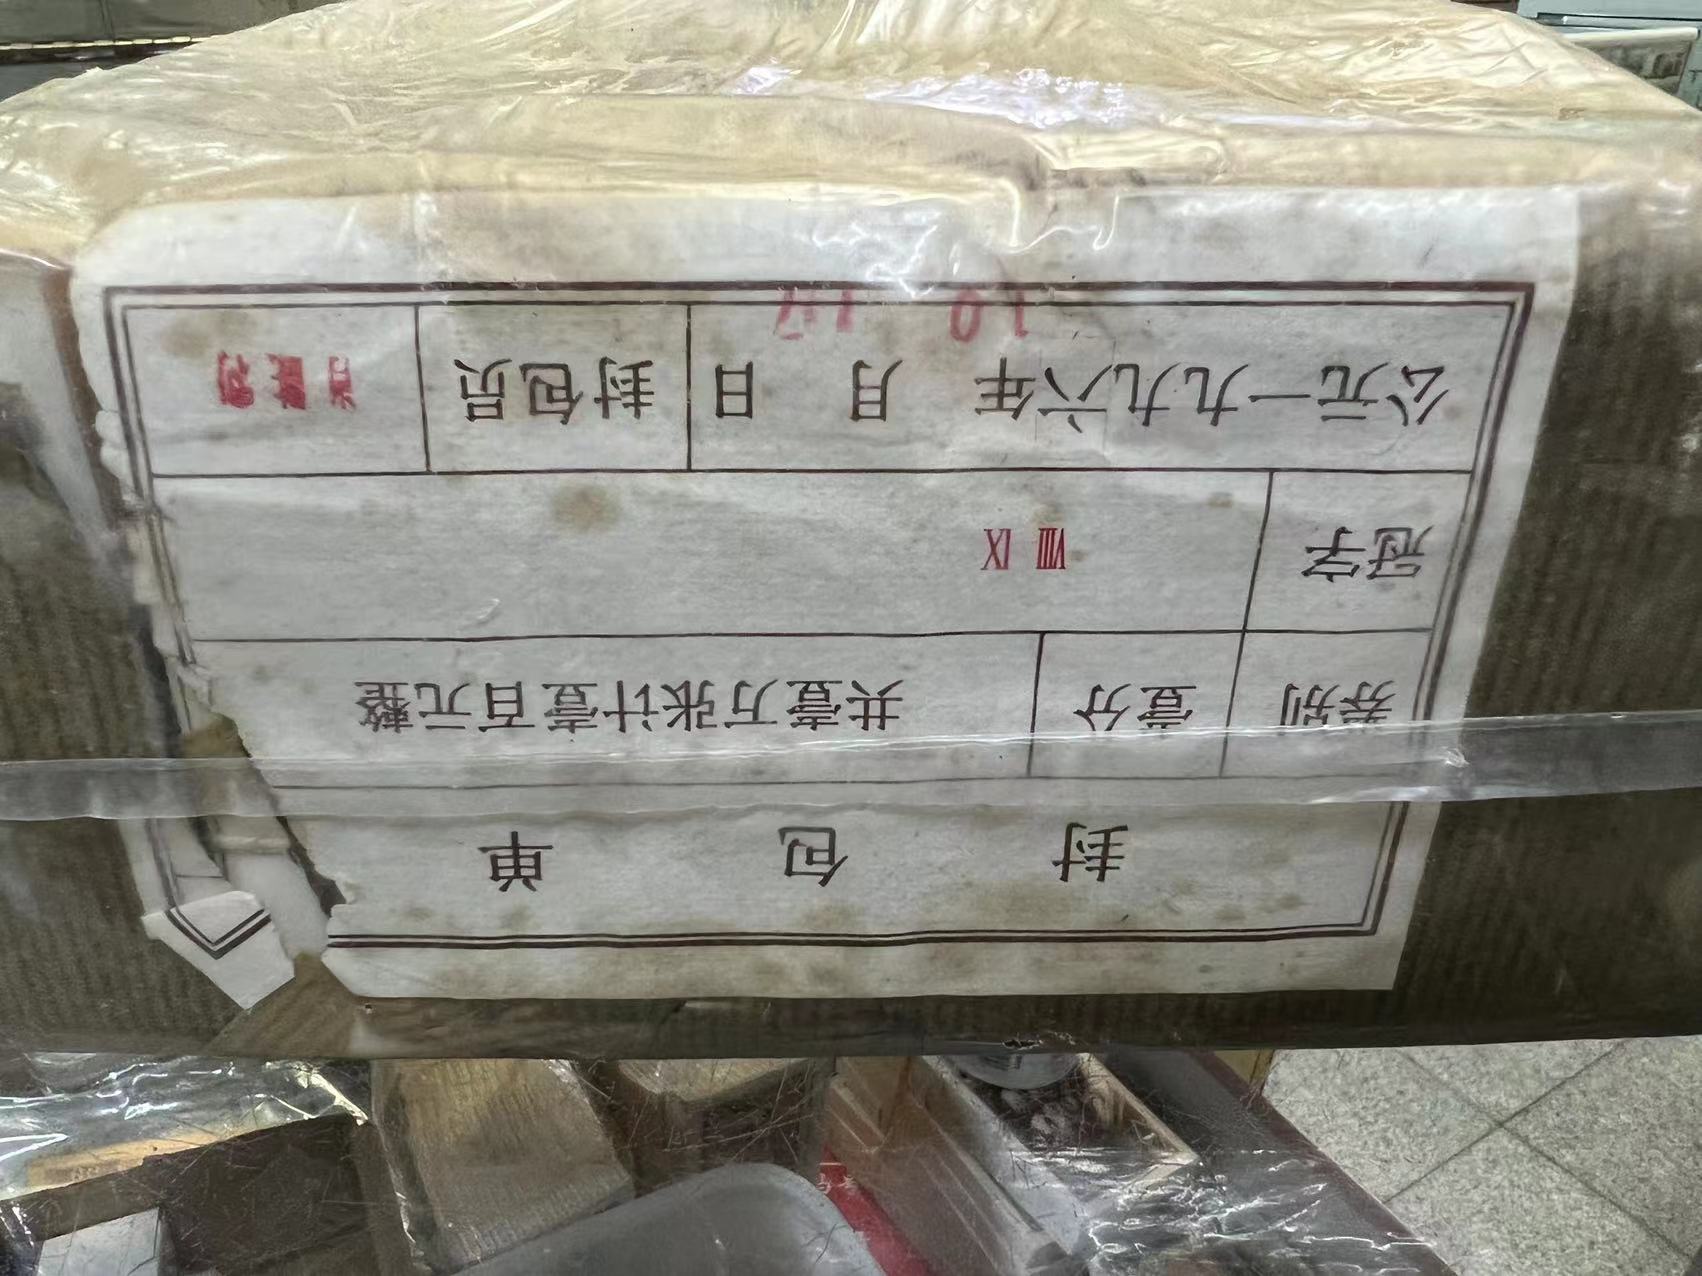 封包单
券别 壹分 共壹万张计壹百元整
冠字 Ⅷ Ⅸ
10
公元一九九六年 月 日 封包员